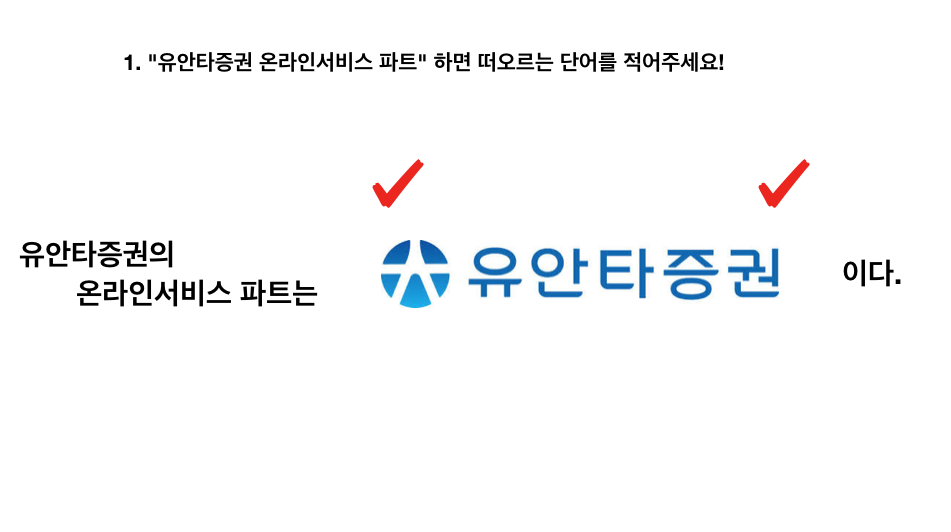 1. "유안타증권 온라인서비스 파트" 하면 떠오르는 단어를 적어주세요!
유안타증권의
온라인서비스 파트는
유안타증권
이다.